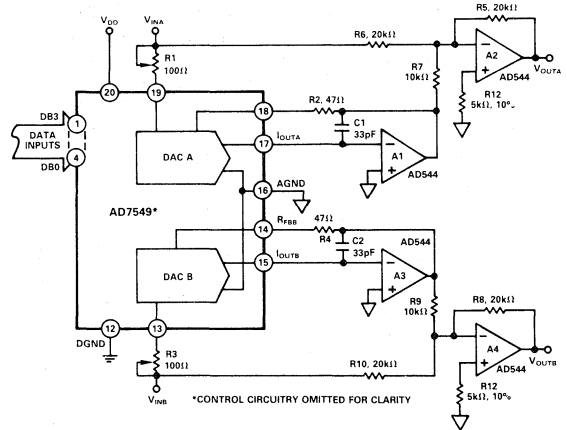 VDD
VINA
R1
100Ω
R6, 20kΩ
R5, 20kΩ
A2
AD544
VOUTA
R7
10kΩ
R12
5kΩ, 10%
20
19
18
R2, 47Ω
C1
33pF
17
IOUTA
A1
AD544
DB3
1
DATA
INPUTS
DB0
4
DAC A
16
AGND
AD7549*
14
RFBB
47Ω
R4
C2
33pF
15
IOUTB
DAC B
AD544
A3
R9
10kΩ
R8, 20kΩ
A4
AD544
VOUTB
R12
5kΩ, 10%
12
DGND
13
R3
100Ω
VINB
R10, 20kΩ
*CONTROL CIRCUITRY OMITTED FOR CLARITY